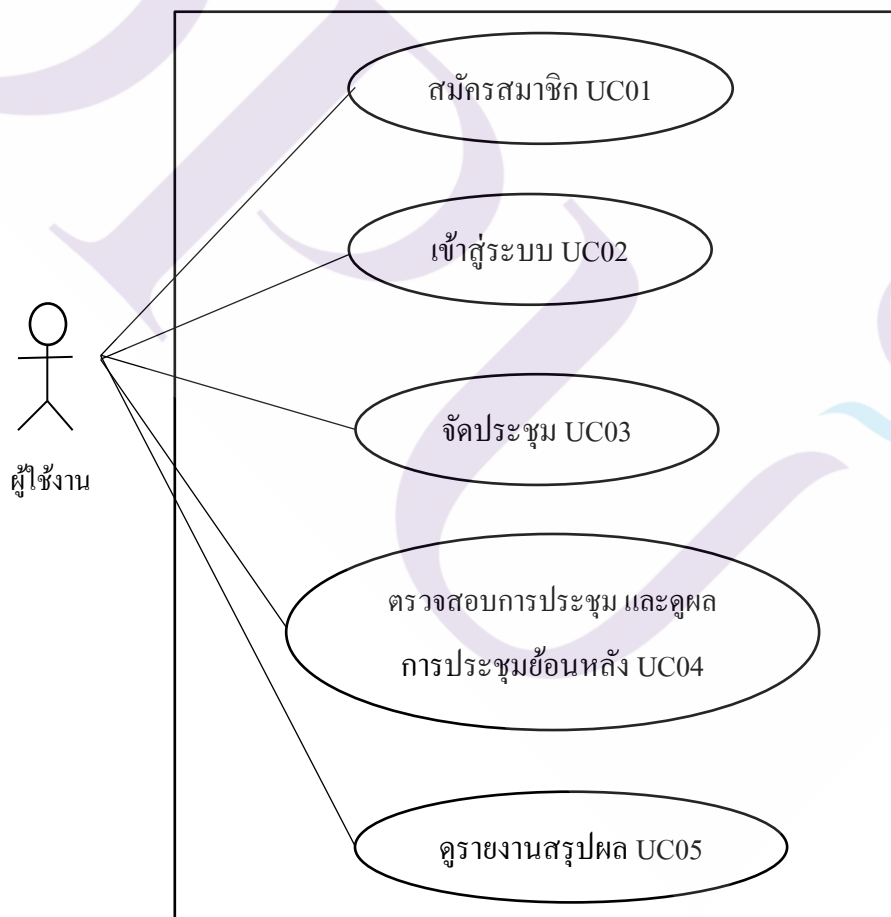 สมัครสมาชิก UC01
เข้าสู่ระบบ UC02
จัดประชุม UC03
ผู้ใช้งาน
ตรวจสอบการประชุม และดูผล
การประชุมย้อนหลัง UC04
ดูรายงานสรุปผล UC05